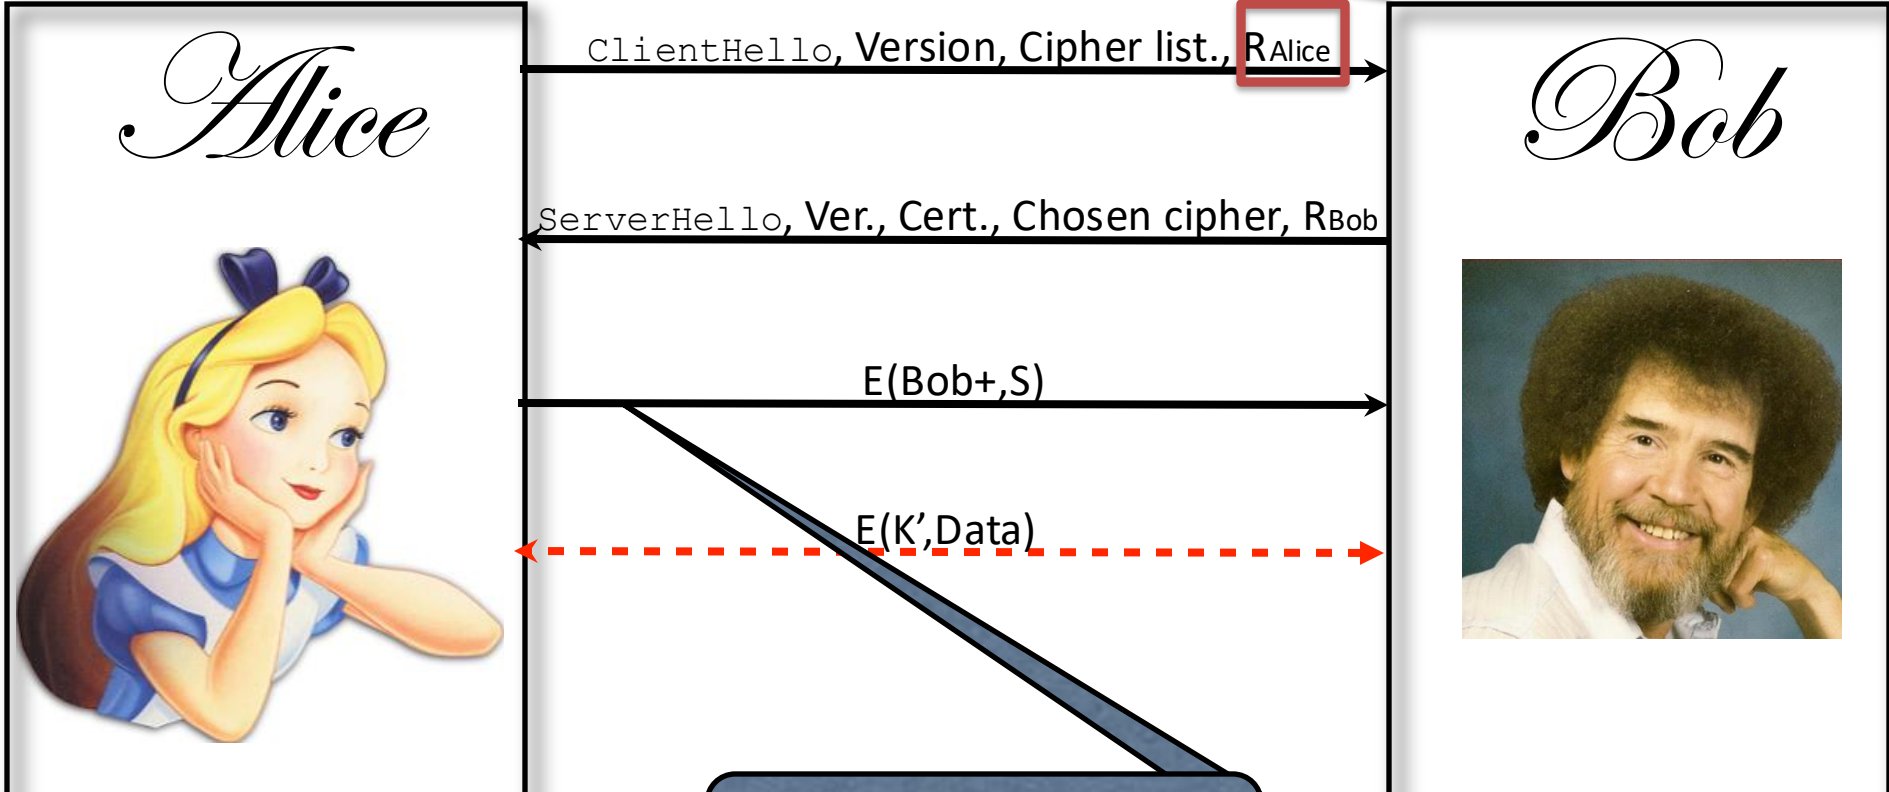 Alice
Bob
ClientHello, Version, Cipher list., RAlice
ServerHello, Ver., Cert., Chosen cipher, RBob
E(Bob+,S)
E(K’,Data)